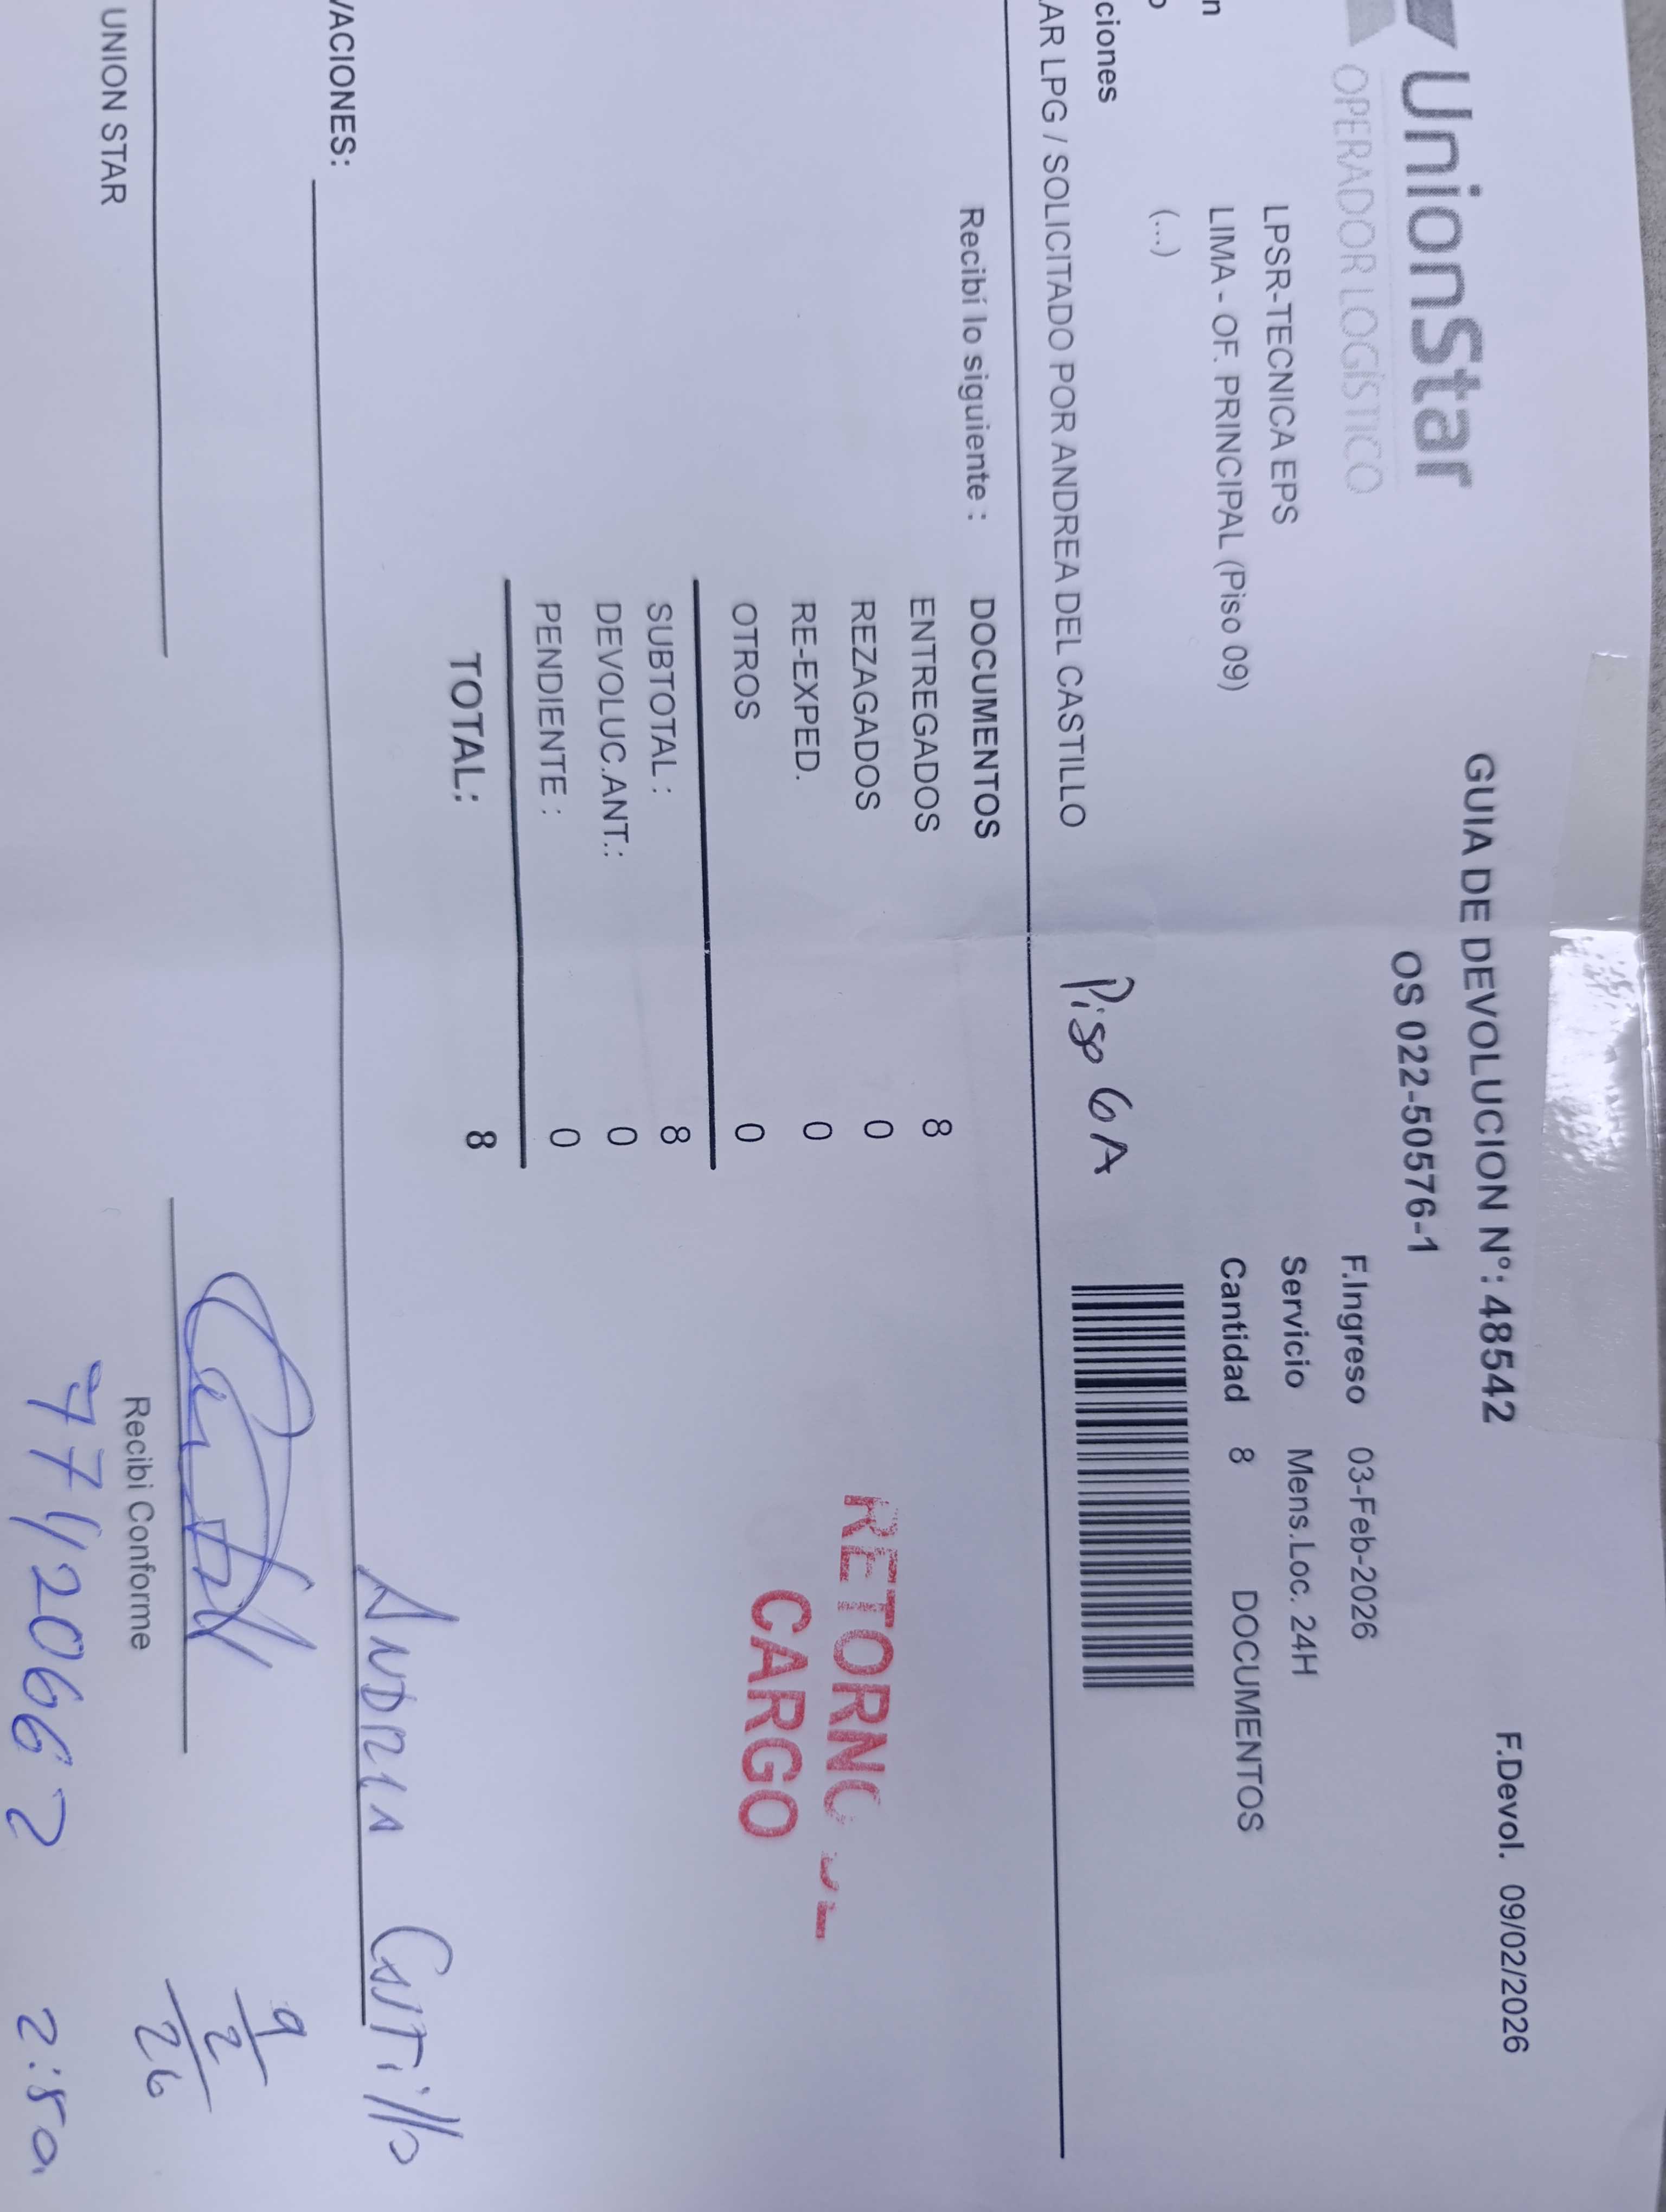 UnionStar
OPERADOR LOGÍSTICO
GUIA DE DEVOLUCION N°: 48542
F.Devol. 09/02/2026
OS 022-50576-1
LPSR-TECNICA EPS
F.Ingreso 03-Feb-2026
n LIMA - OF. PRINCIPAL (Piso 09)
Servicio Mens.Loc. 24H
o (...)
Cantidad 8 DOCUMENTOS
ciones
AR LPG / SOLICITADO POR ANDREA DEL CASTILLO
Piso 6A
Recibí lo siguiente :
DOCUMENTOS
ENTREGADOS 8
REZAGADOS 0
RE-EXPED. 0
OTROS 0
SUBTOTAL : 8
DEVOLUC.ANT.: 0
PENDIENTE : 0
TOTAL: 8
RETORNO
CARGO
VACIONES:
ANDREA CASTillo
9/2/26
UNION STAR
Recibi Conforme
2:50